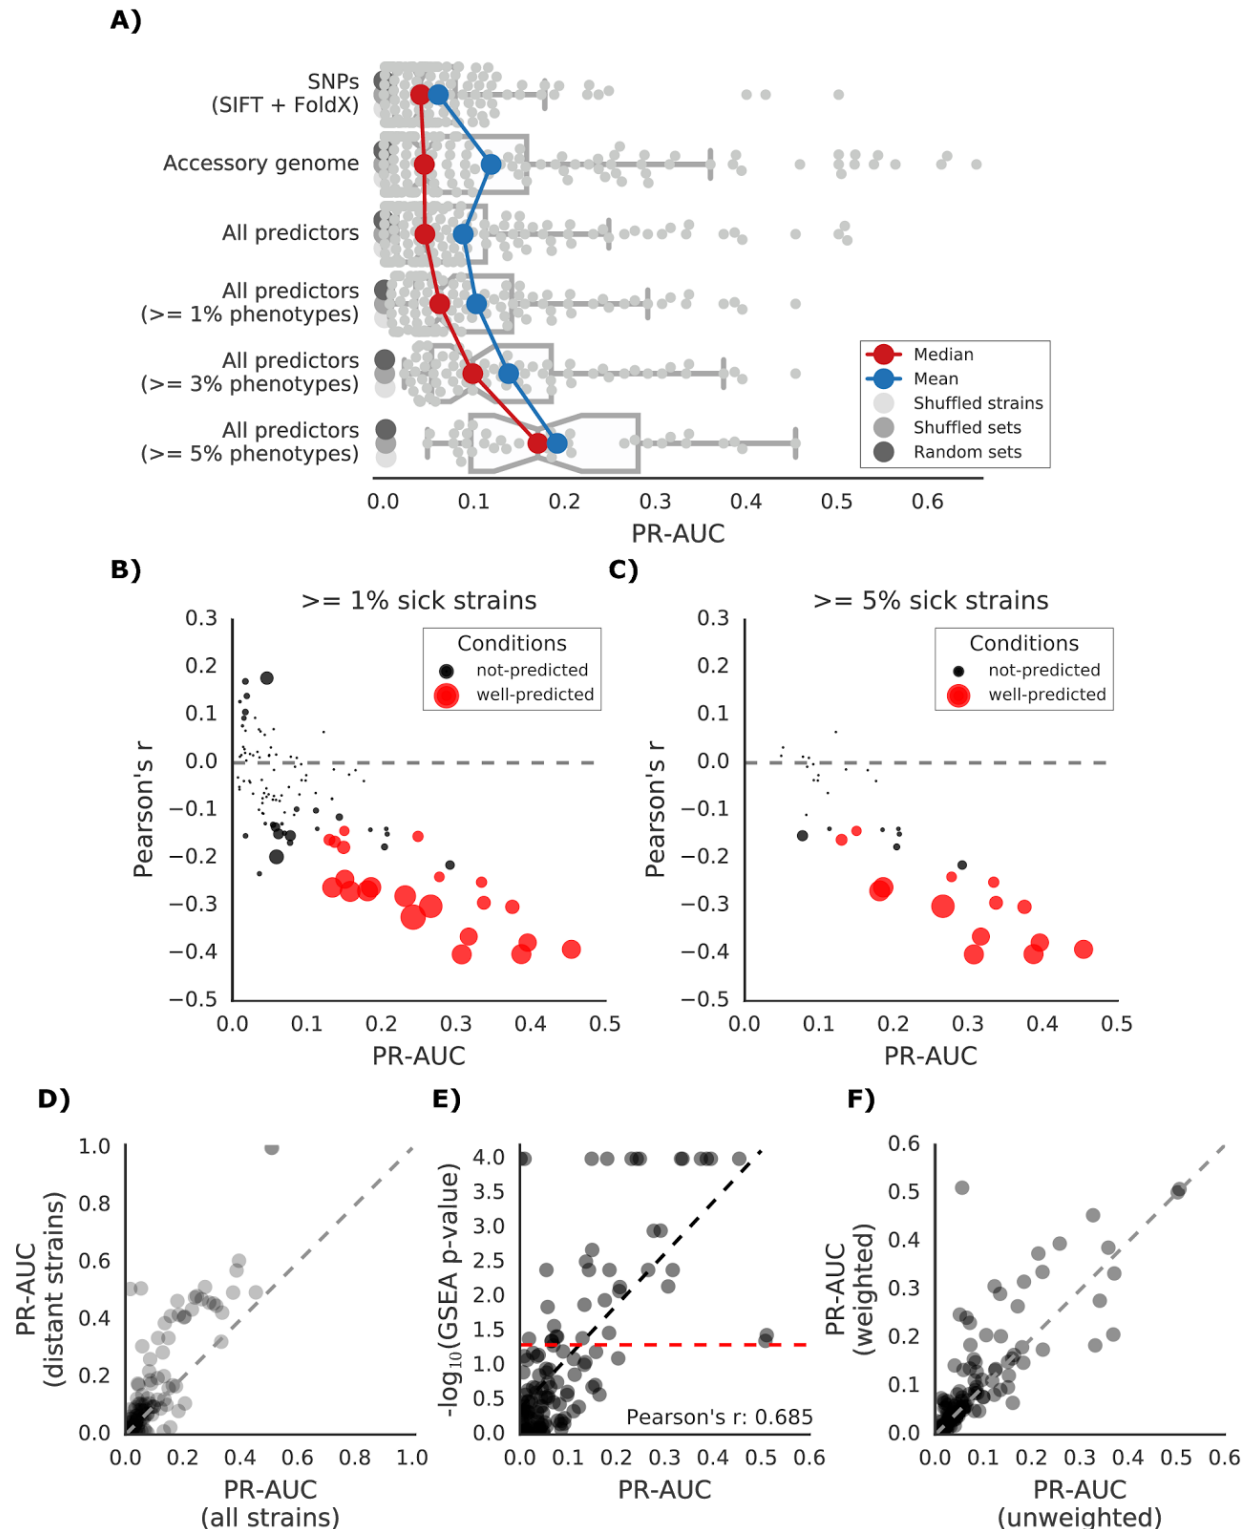 A)
SNPs
(SIFT + FoldX)
Accessory genome
All predictors
All predictors
(>= 1% phenotypes)
All predictors
(>= 3% phenotypes)
All predictors
(>= 5% phenotypes)
Median
Mean
Shuffled strains
Shuffled sets
Random sets
0.0 0.1 0.2 0.3 0.4 0.5 0.6
PR-AUC
B)
>= 1% sick strains
Conditions
not-predicted
well-predicted
Pearson's r
0.3
0.2
0.1
0.0
−0.1
−0.2
−0.3
−0.4
−0.5
0.0 0.1 0.2 0.3 0.4 0.5
PR-AUC
C)
>= 5% sick strains
Conditions
not-predicted
well-predicted
Pearson's r
0.3
0.2
0.1
0.0
−0.1
−0.2
−0.3
−0.4
−0.5
0.0 0.1 0.2 0.3 0.4 0.5
PR-AUC
D)
PR-AUC
(distant strains)
1.0
0.8
0.6
0.4
0.2
0.0
0.0 0.2 0.4 0.6 0.8 1.0
PR-AUC
(all strains)
E)
-log10(GSEA p-value)
4.0
3.5
3.0
2.5
2.0
1.5
1.0
0.5
0.0
Pearson's r: 0.685
0.0 0.1 0.2 0.3 0.4 0.5 0.6
PR-AUC
F)
PR-AUC
(weighted)
0.6
0.5
0.4
0.3
0.2
0.1
0.0
0.0 0.1 0.2 0.3 0.4 0.5 0.6
PR-AUC
(unweighted)